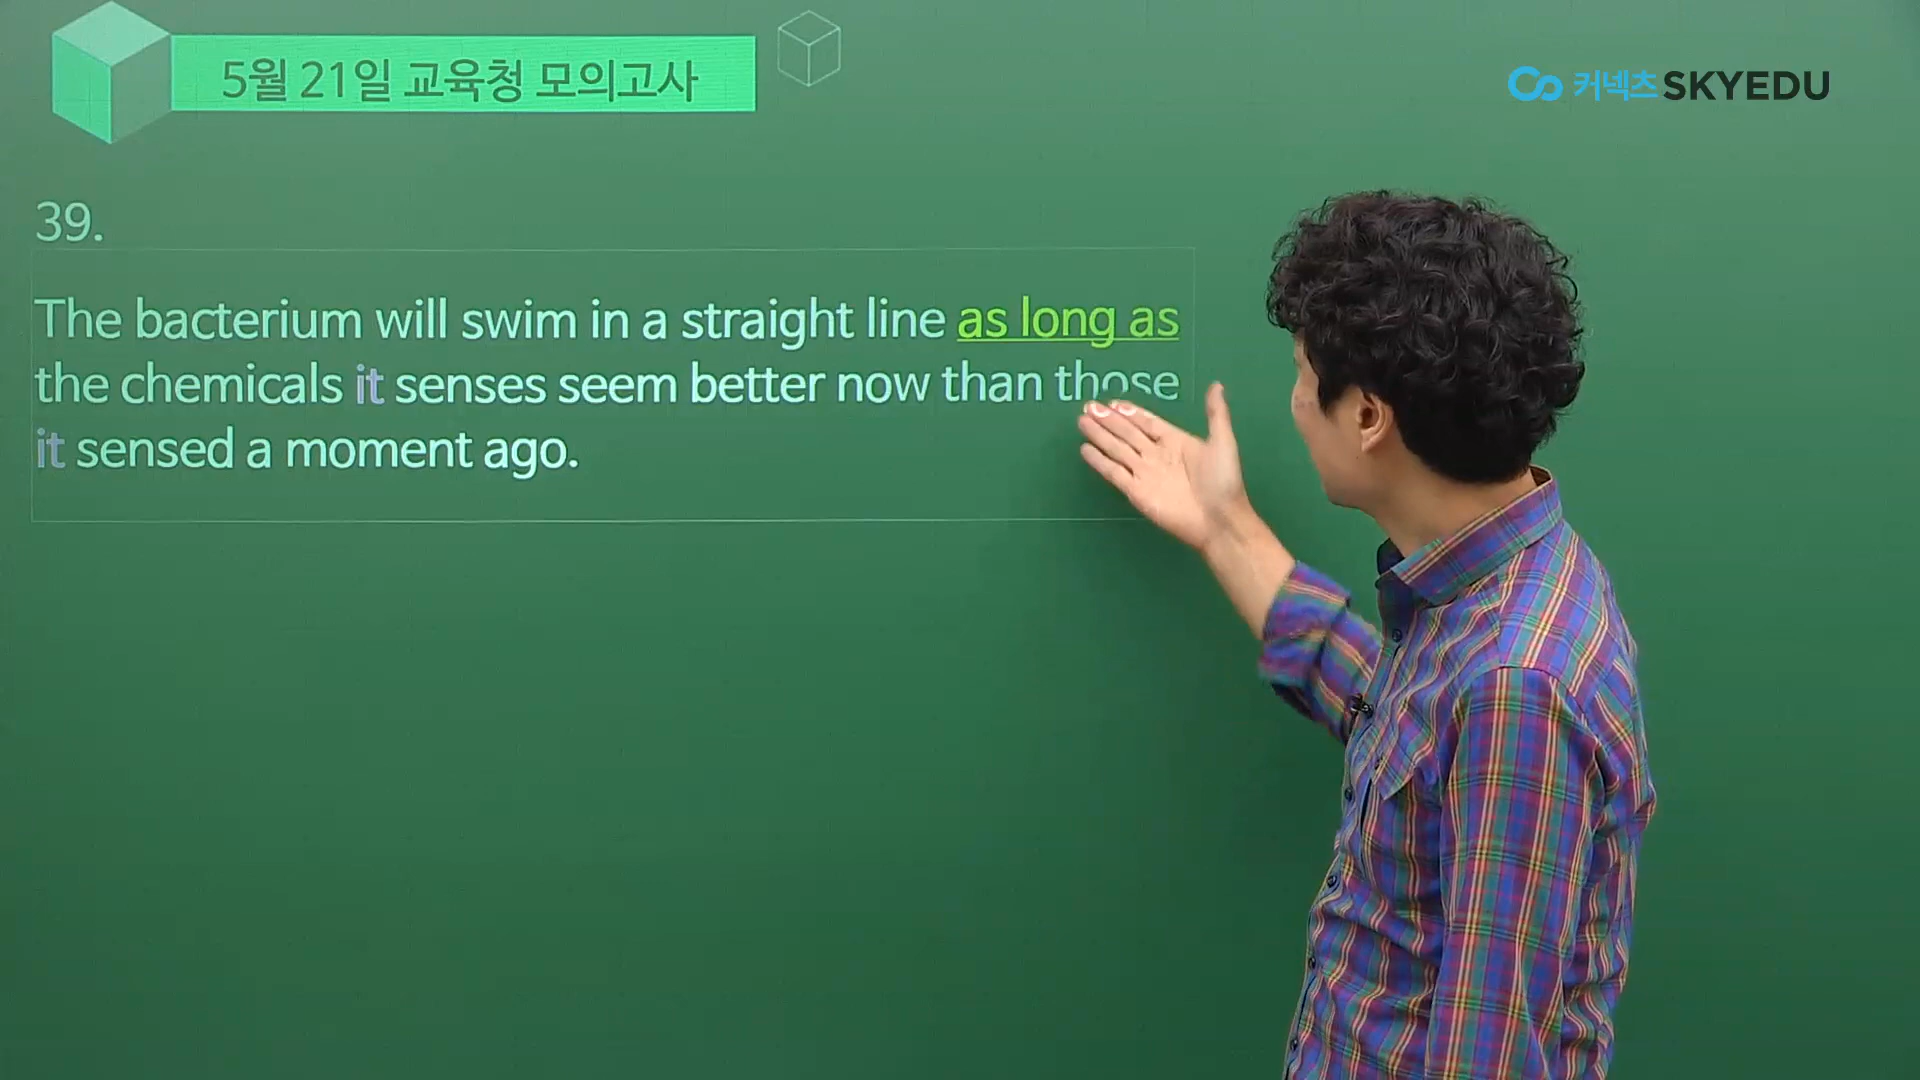 5월 21일 교육청 모의고사
커넥츠 SKYEDU
39.
The bacterium will swim in a straight line as long as
the chemicals it senses seem better now than those
it sensed a moment ago.